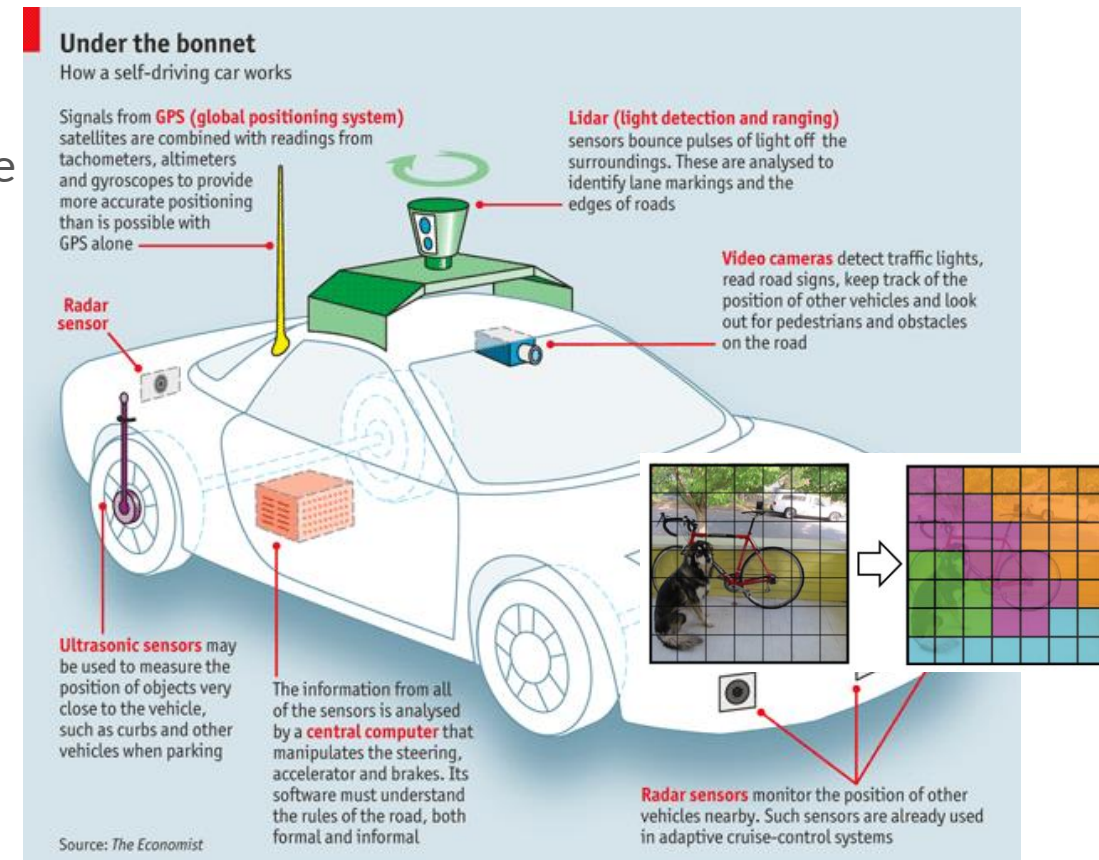 Under the bonnet
How a self-driving car works
Signals from GPS (global positioning system)
satellites are combined with readings from
tachometers, altimeters
and gyroscopes to provide
more accurate positioning
than is possible with
GPS alone
Lidar (light detection and ranging)
sensors bounce pulses of light off the
surroundings. These are analysed to
identify lane markings and the
edges of roads
e
Video cameras detect traffic lights,
read road signs, keep track of the
position of other vehicles and look
out for pedestrians and obstacles
on the road
Radar
sensor
Ultrasonic sensors may
be used to measure the
position of objects very
close to the vehicle,
such as curbs and other
vehicles when parking
The information from all
of the sensors is analysed
by a central computer that
manipulates the steering,
accelerator and brakes. Its
software must understand
the rules of the road, both
formal and informal
Radar sensors monitor the position of other
vehicles nearby. Such sensors are already used
in adaptive cruise-control systems
Source: The Economist